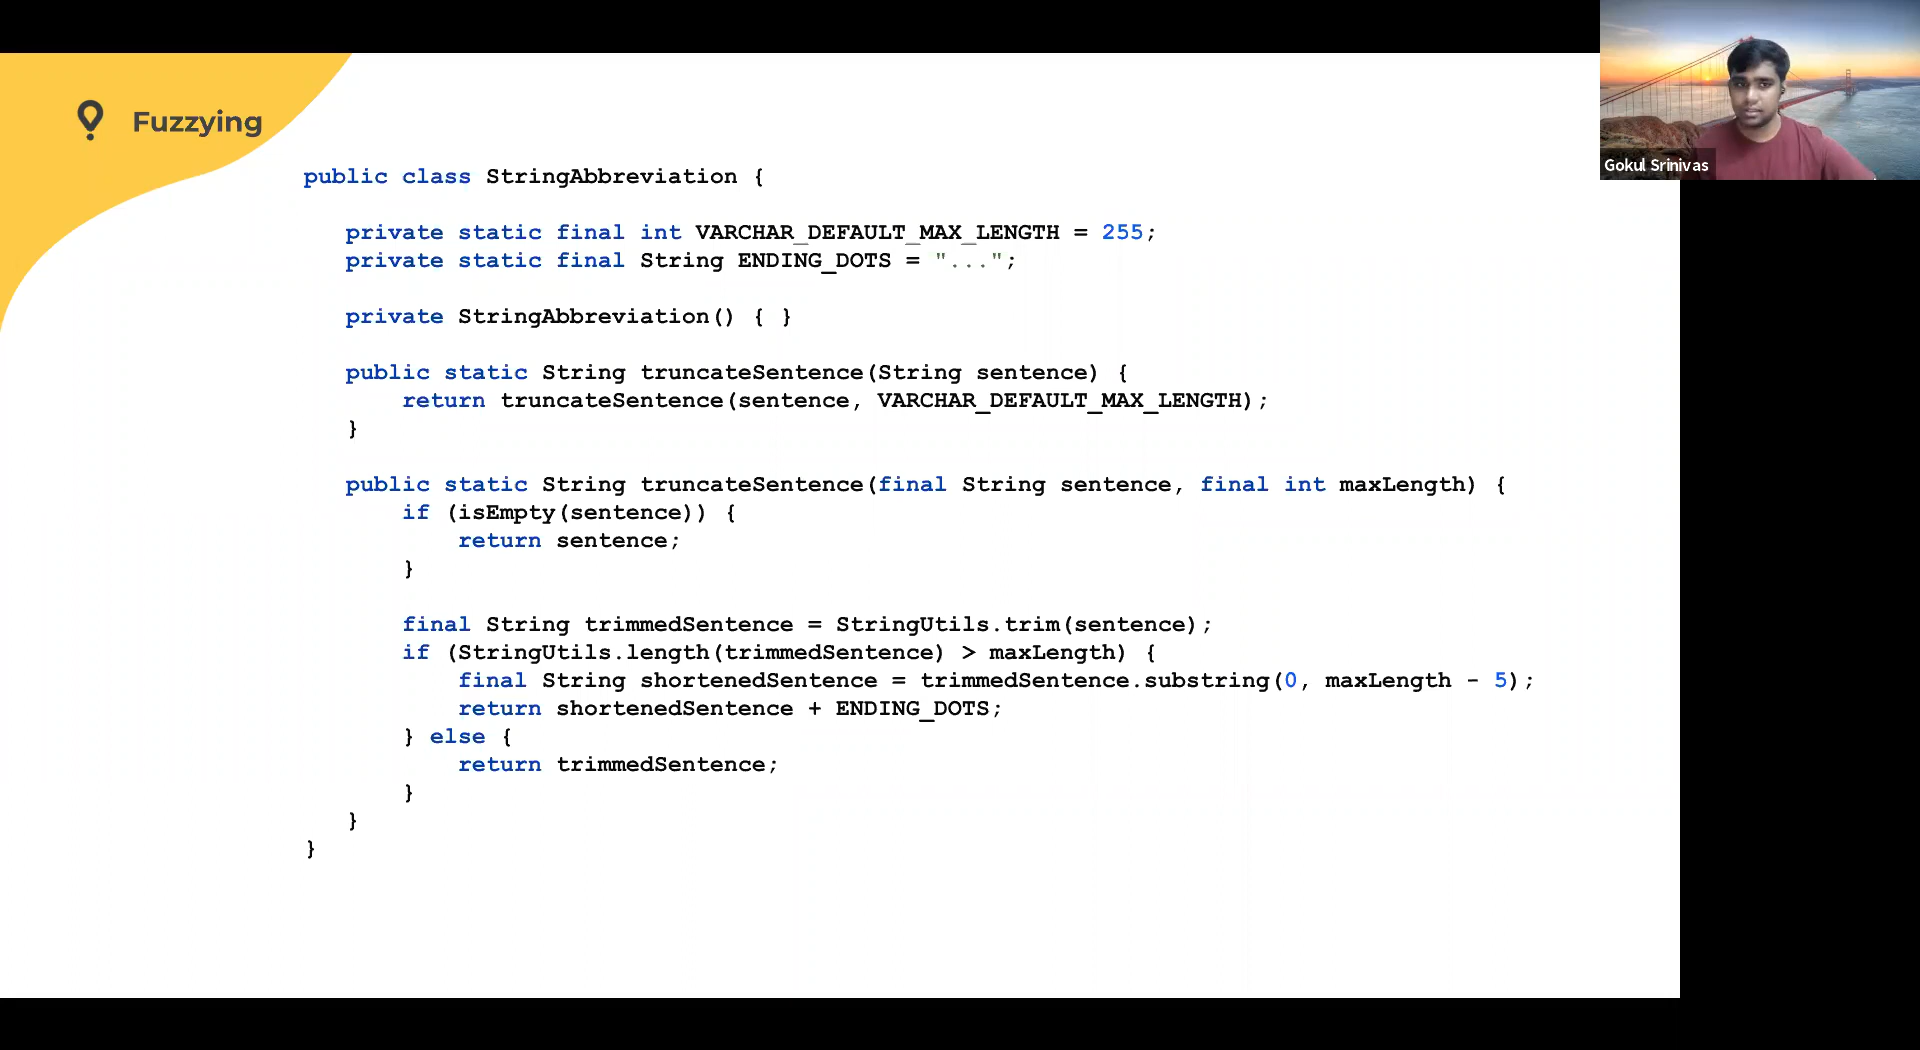 Fuzzying
public class StringAbbreviation {
private static final int VARCHAR_DEFAULT_MAX_LENGTH = 255;
private static final String ENDING_DOTS = "...";
private StringAbbreviation() { }
public static String truncateSentence(String sentence) {
return truncateSentence(sentence, VARCHAR_DEFAULT_MAX_LENGTH);
}
public static String truncateSentence(final String sentence, final int maxLength) {
if (isEmpty(sentence)) {
return sentence;
}
final String trimmedSentence = StringUtils.trim(sentence);
if (StringUtils.length(trimmedSentence) > maxLength) {
final String shortenedSentence = trimmedSentence.substring(0, maxLength - 5);
return shortenedSentence + ENDING_DOTS;
} else {
return trimmedSentence;
}
}
}
Gokul Srinivas